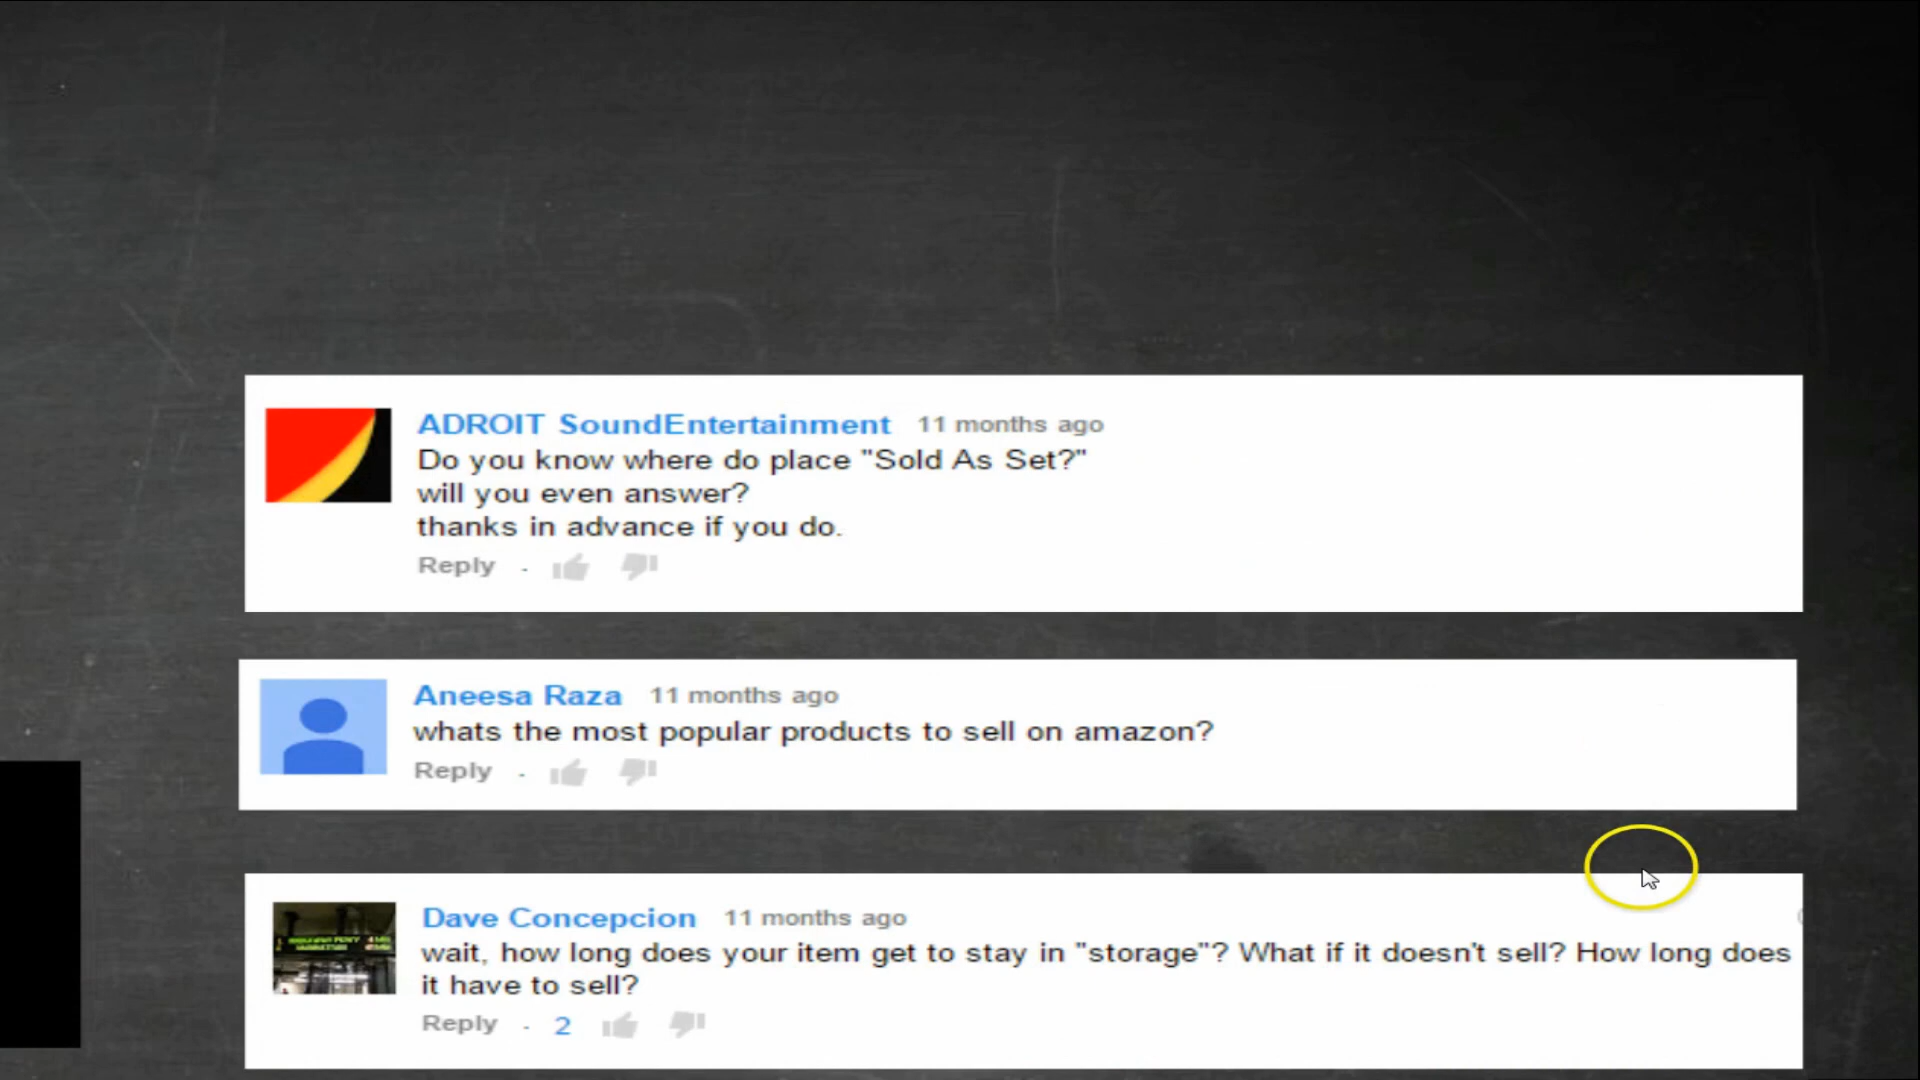 ADROIT SoundEntertainment 11 months ago
Do you know where do place "Sold As Set?"
will you even answer?
thanks in advance if you do.
Reply .
Aneesa Raza 11 months ago
whats the most popular products to sell on amazon?
Reply .
Dave Concepcion 11 months ago
wait, how long does your item get to stay in "storage"? What if it doesn't sell? How long does
it have to sell?
Reply . 2